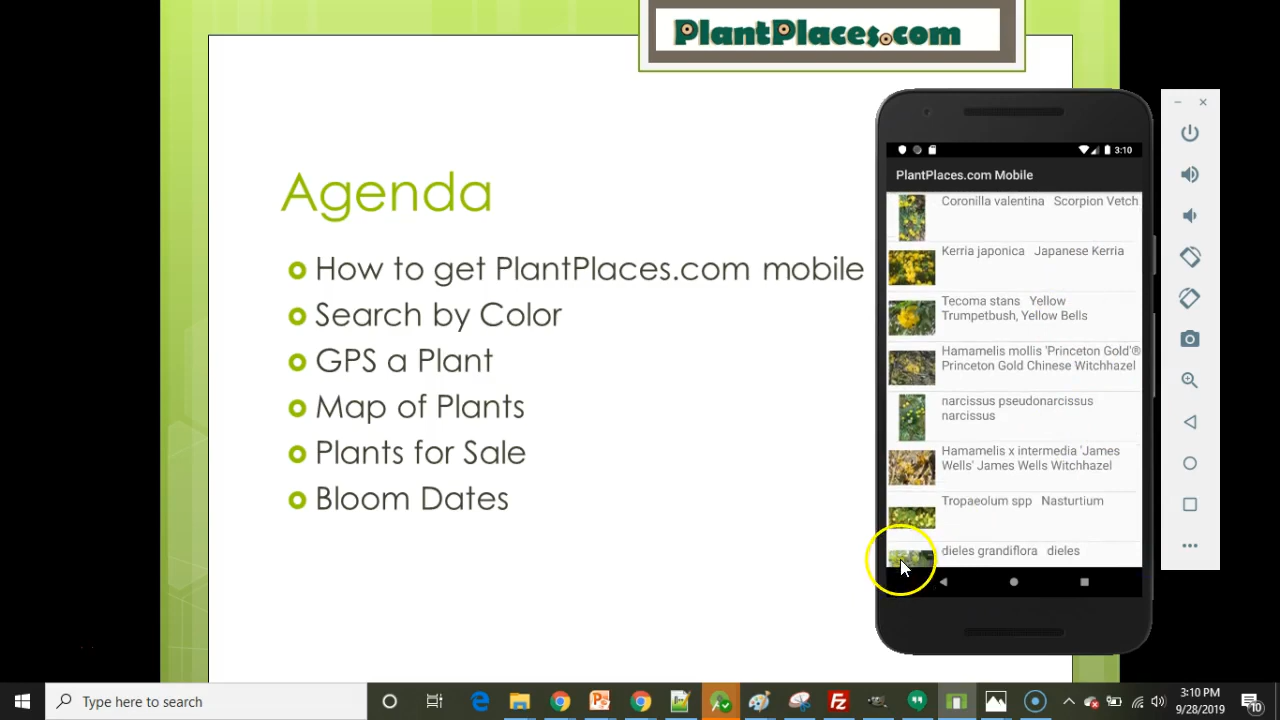 PlantPlaces.com
Agenda
How to get PlantPlaces.com mobile
Search by Color
GPS a Plant
Map of Plants
Plants for Sale
Bloom Dates
3:10
PlantPlaces.com Mobile
Coronilla valentina Scorpion Vetch
Kerria japonica Japanese Kerria
Tecoma stans Yellow
Trumpetbush, Yellow Bells
Hamamelis mollis 'Princeton Gold'®
Princeton Gold Chinese Witchhazel
narcissus pseudonarcissus
narcissus
Hamamelis x intermedia 'James
Wells' James Wells Witchhazel
Tropaeolum spp Nasturtium
dieles grandiflora dieles
Type here to search
3:10 PM
9/28/2019
10